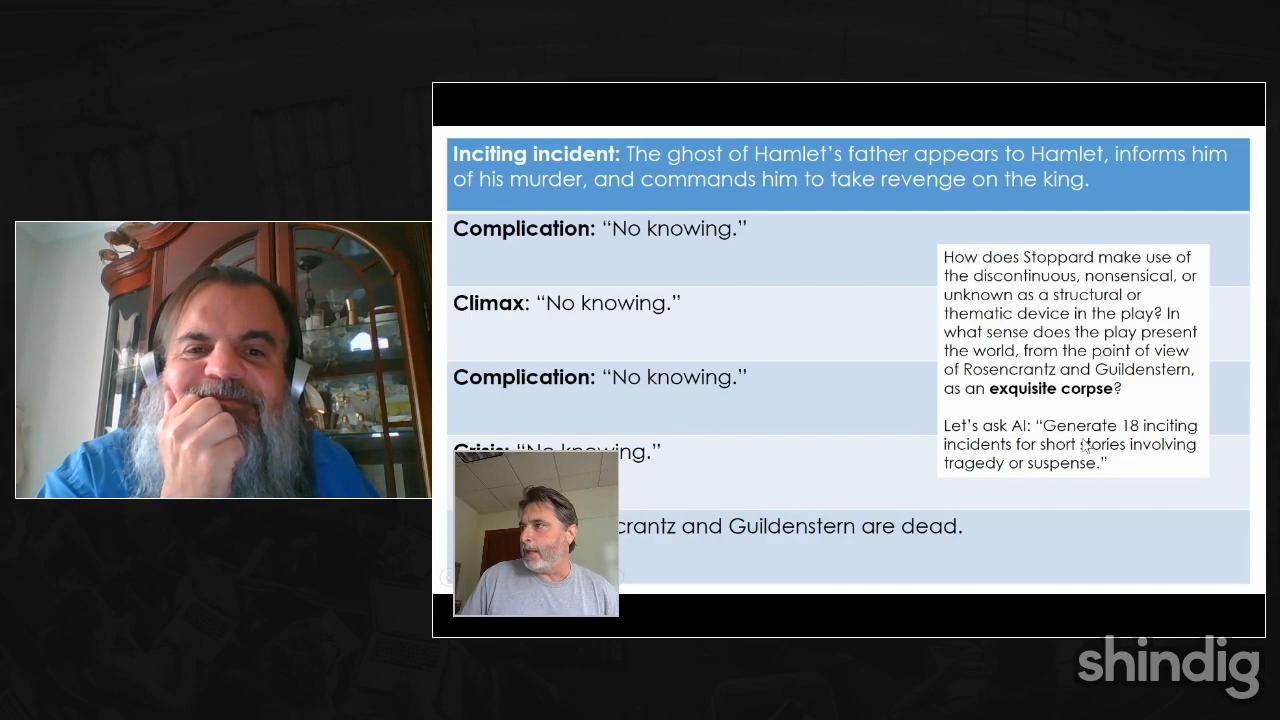 Inciting incident: The ghost of Hamlet’s father appears to Hamlet, informs him
of his murder, and commands him to take revenge on the king.
Complication: “No knowing.”
Climax: “No knowing.”
Complication: “No knowing.”
Crisis: “No knowing.”
crantz and Guildenstern are dead.
How does Stoppard make use of
the discontinuous, nonsensical, or
unknown as a structural or
thematic device in the play? In
what sense does the play present
the world, from the point of view
of Rosencrantz and Guildenstern,
as an exquisite corpse?
Let’s ask AI: “Generate 18 inciting
incidents for short stories involving
tragedy or suspense.”
shindig